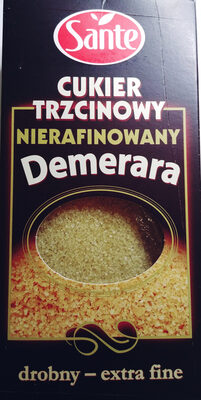 Sante
CUKIER
TRZCINOWY
NIERAFINOWANY
Demerara
drobny – extra fine